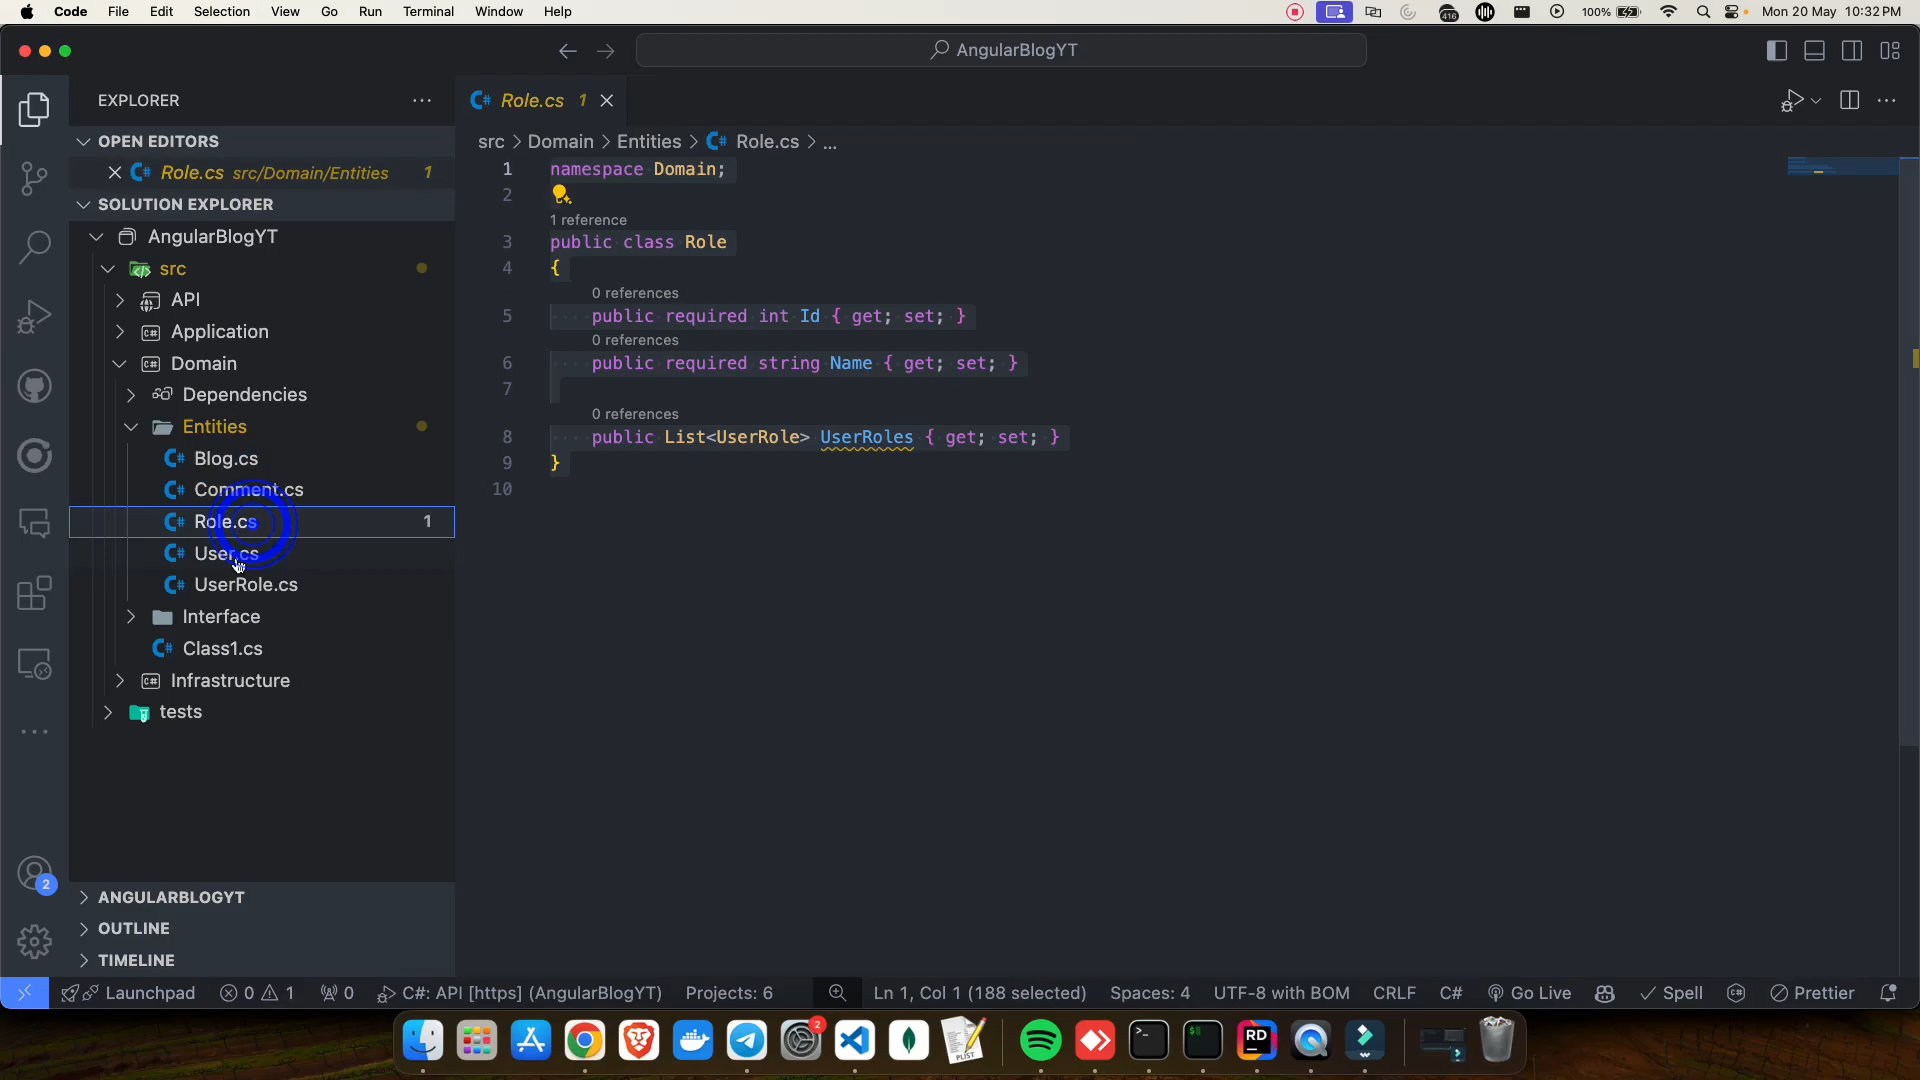 Code File Edit Selection View Go Run Terminal Window Help 416 100% Mon 20 May 10:32 PM
AngularBlogYT
EXPLORER
OPEN EDITORS
Role.cs src/Domain/Entities 1
SOLUTION EXPLORER
AngularBlogYT
src
API
Application
Domain
Dependencies
Entities
Blog.cs
Comment.cs
Role.cs 1
User.cs
UserRole.cs
Interface
Class1.cs
Infrastructure
tests
ANGULARBLOGYT
OUTLINE
TIMELINE
2
Role.cs 1
src > Domain > Entities > Role.cs > ...
1 namespace Domain;
2
1 reference
3 public class Role
4 {
0 references
5 public required int Id { get; set; }
0 references
6 public required string Name { get; set; }
7
0 references
8 public List<UserRole> UserRoles { get; set; }
9 }
10
Launchpad 0 1 0 C#: API [https] (AngularBlogYT) Projects: 6 Ln 1, Col 1 (188 selected) Spaces: 4 UTF-8 with BOM CRLF C# Go Live Spell Prettier
2
PLIST
RD